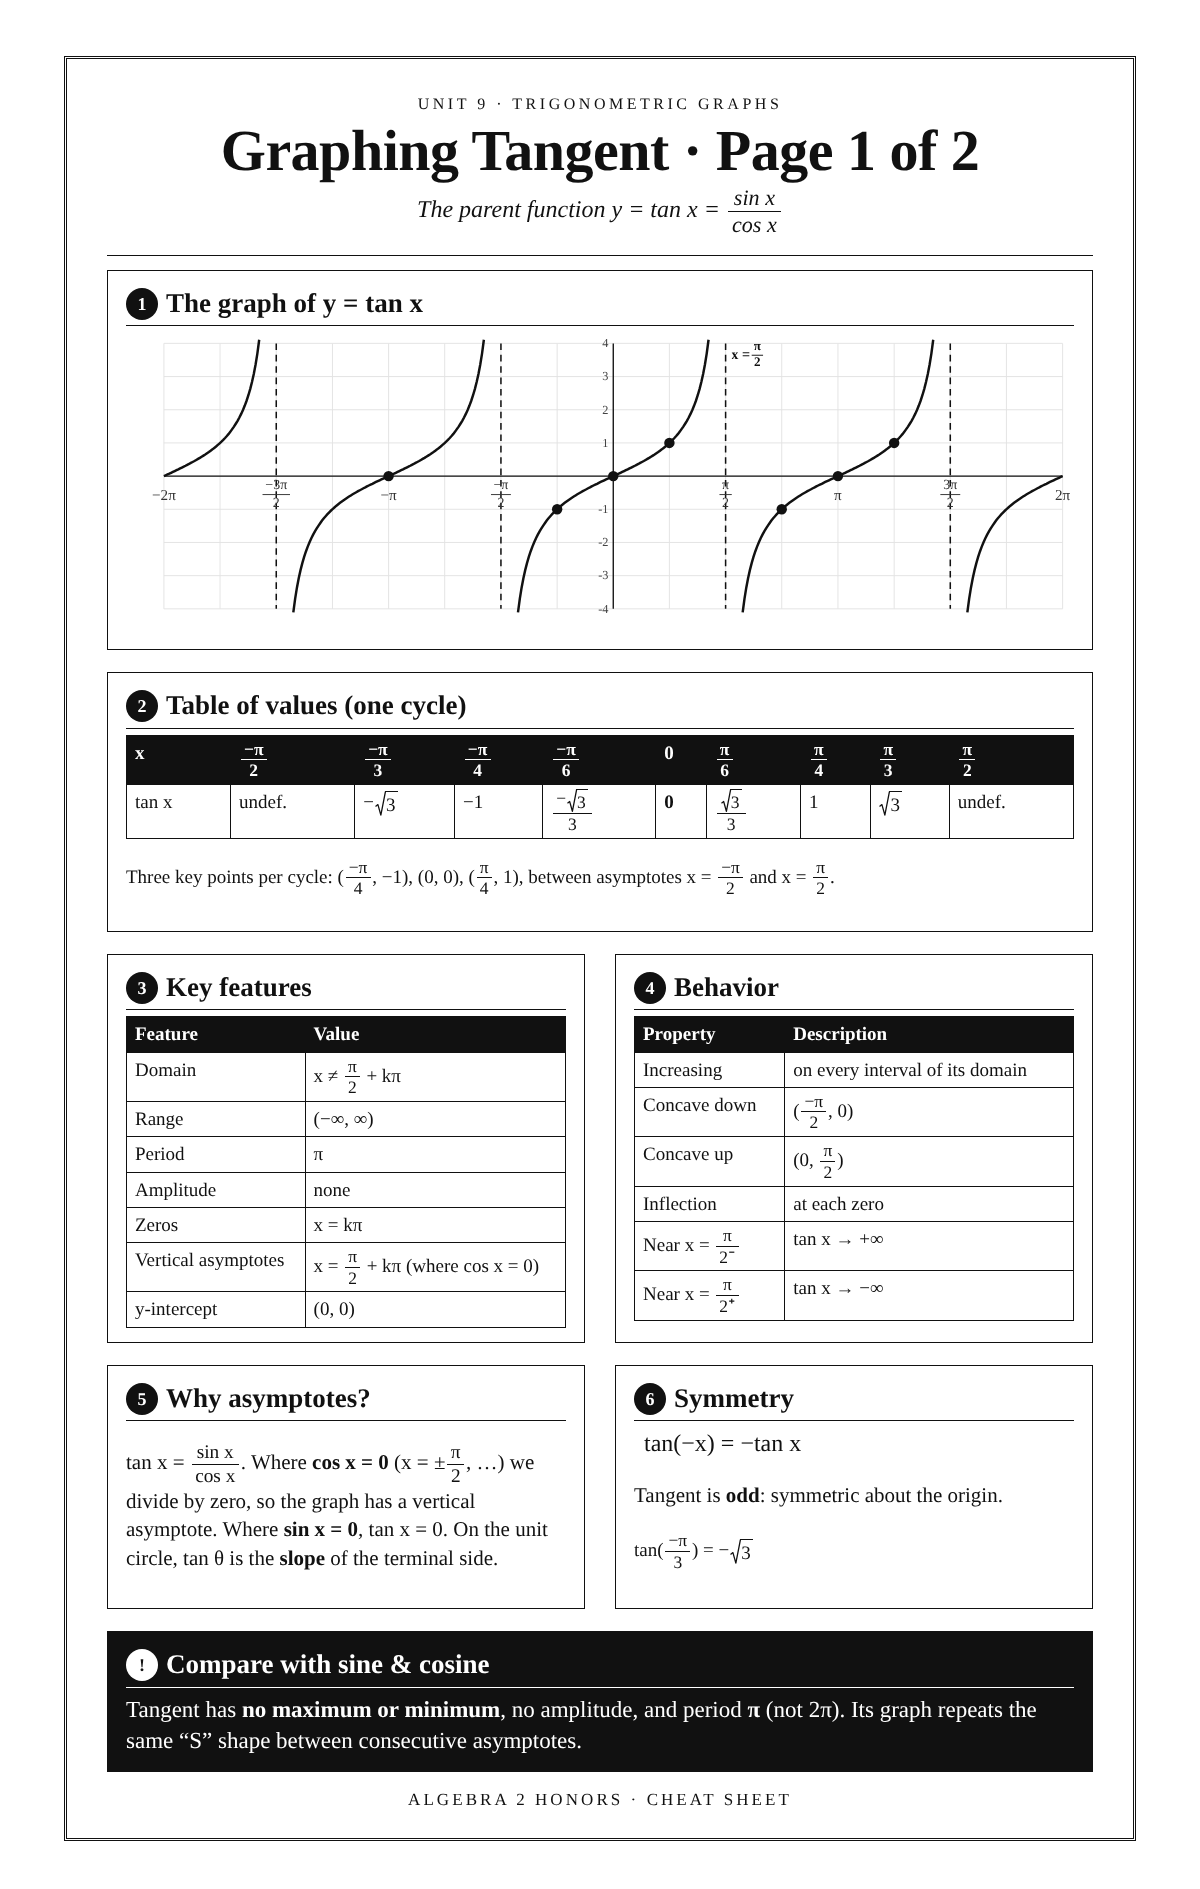 UNIT 9 · TRIGONOMETRIC GRAPHS
Graphing Tangent · Page 1 of 2
The parent function y = tan x = sin x / cos x
1 The graph of y = tan x
4
x = π/2
3
2
1
−2π −3π/2 −π −π/2 π/2 π 3π/2 2π
-1
-2
-3
-4
2 Table of values (one cycle)
x −π/2 −π/3 −π/4 −π/6 0 π/6 π/4 π/3 π/2
tan x undef. −√3 −1 −√3/3 0 √3/3 1 √3 undef.
Three key points per cycle: (−π/4, −1), (0, 0), (π/4, 1), between asymptotes x = −π/2 and x = π/2.
3 Key features
Feature Value
Domain x ≠ π/2 + kπ
Range (−∞, ∞)
Period π
Amplitude none
Zeros x = kπ
Vertical asymptotes x = π/2 + kπ (where cos x = 0)
y-intercept (0, 0)
4 Behavior
Property Description
Increasing on every interval of its domain
Concave down (−π/2, 0)
Concave up (0, π/2)
Inflection at each zero
Near x = π/2⁻ tan x → +∞
Near x = π/2⁺ tan x → −∞
5 Why asymptotes?
tan x = sin x / cos x. Where cos x = 0 (x = ±π/2, …) we
divide by zero, so the graph has a vertical
asymptote. Where sin x = 0, tan x = 0. On the unit
circle, tan θ is the slope of the terminal side.
6 Symmetry
tan(−x) = −tan x
Tangent is odd: symmetric about the origin.
tan(−π/3) = −√3
! Compare with sine & cosine
Tangent has no maximum or minimum, no amplitude, and period π (not 2π). Its graph repeats the
same “S” shape between consecutive asymptotes.
ALGEBRA 2 HONORS · CHEAT SHEET